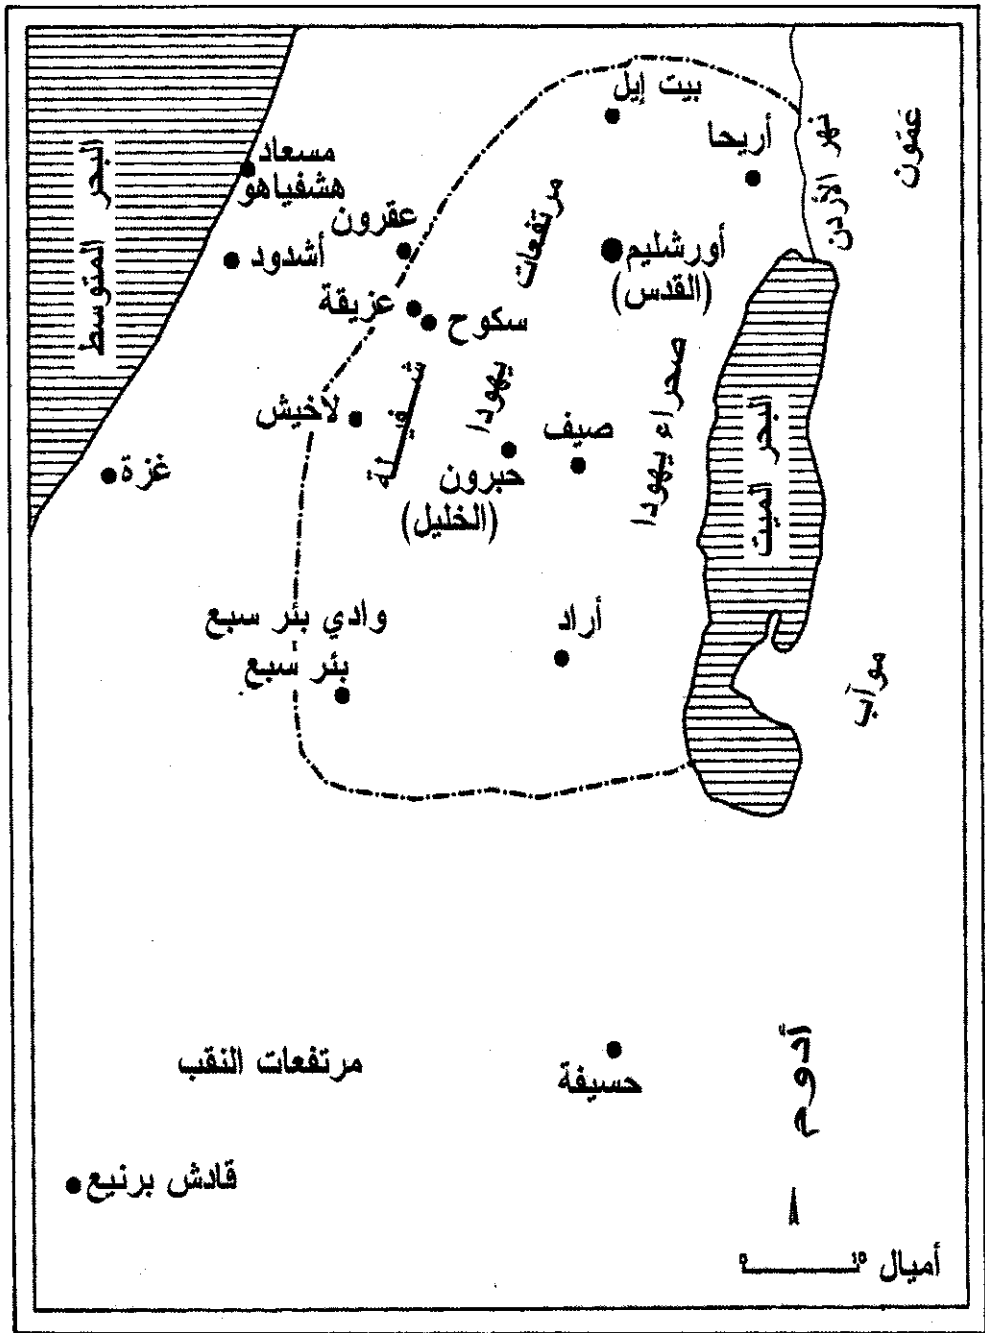 بيت إيل
أريحا
نهر الأردن
عَمّون
البحر المتوسط
مسعاد
هشفياهو
عقرون
أشدود
مرتفعات
أورشليم
(القدس)
عزيقة
سكوح
شفيلة
يهودا
صحراء يهودا
البحر الميت
لاخيش
صيف
غزة
حبرون
(الخليل)
وادي بئر سبع
بئر سبع
أراد
موآب
مرتفعات النقب
حسيفة
أدوم
قادش برنيع
أميال